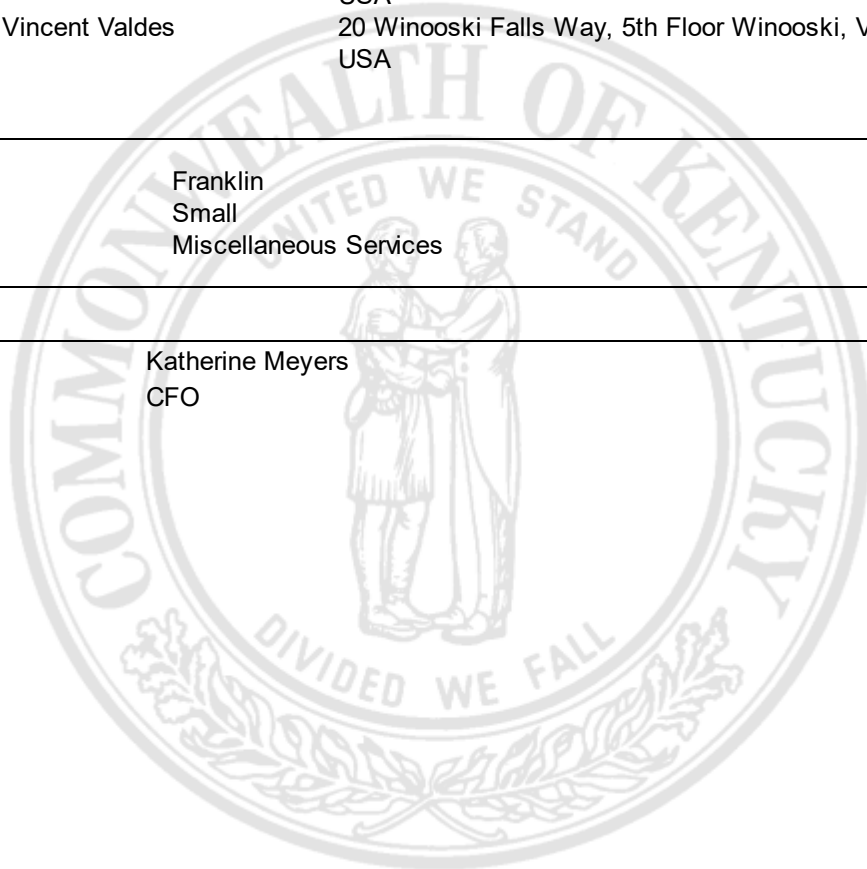 USA
Vincent Valdes 20 Winooski Falls Way, 5th Floor Winooski, V
USA
Franklin
Small
Miscellaneous Services
Katherine Meyers
CFO
COMMONWEALTH OF KENTUCKY
UNITED WE STAND
DIVIDED WE FALL